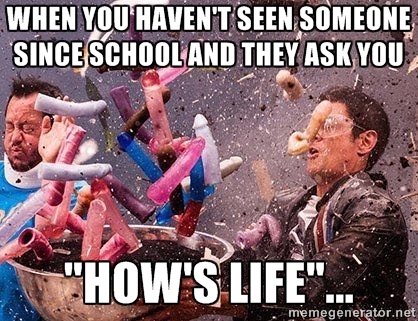 WHEN YOU HAVEN'T SEEN SOMEONE
SINCE SCHOOL AND THEY ASK YOU
"HOW'S LIFE"...
memegenerator.net